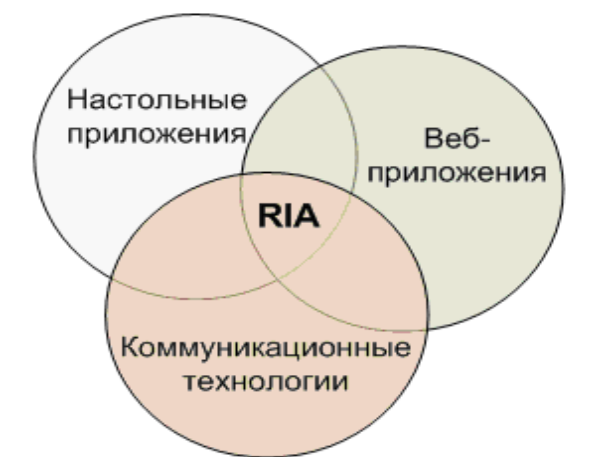 Настольные
приложения
Веб-
приложения
RIA
Коммуникационные
технологии